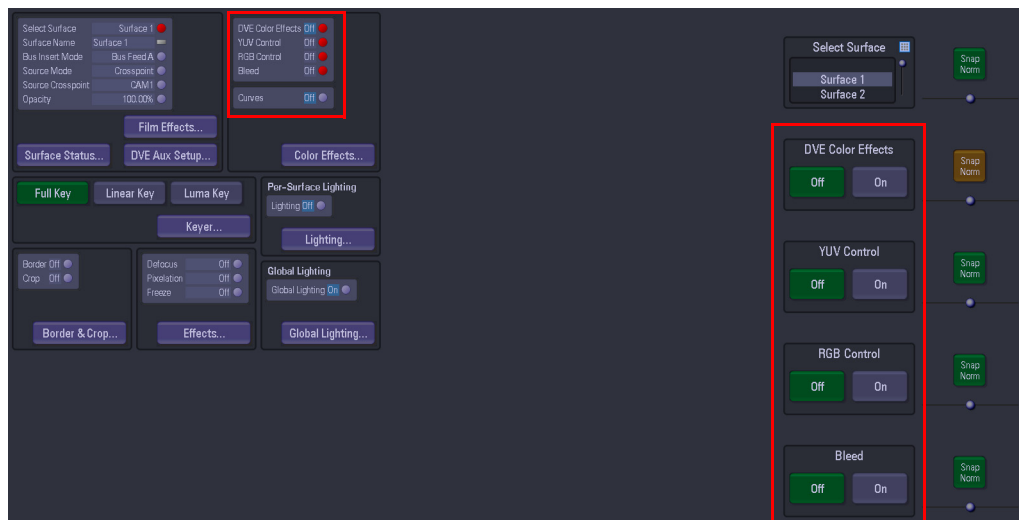 Select Surface Surface 1
Surface Name Surface 1
Bus Insert Mode Bus Feed A
Source Mode Crosspoint
Source Crosspoint CAM1
Opacity 100.00%
Film Effects...
Surface Status... DVE Aux Setup...
DVE Color Effects Off
YUV Control Off
RGB Control Off
Bleed Off
Curves Off
Color Effects...
Full Key Linear Key Luma Key
Keyer...
Per-Surface Lighting
Lighting Off
Lighting...
Border Off
Crop Off
Border & Crop...
Defocus Off
Pixelation Off
Freeze Off
Effects...
Global Lighting
Global Lighting On
Global Lighting...
Select Surface
Surface 1
Surface 2
Snap
Norm
DVE Color Effects
Off On
Snap
Norm
YUV Control
Off On
Snap
Norm
RGB Control
Off On
Snap
Norm
Bleed
Off On
Snap
Norm